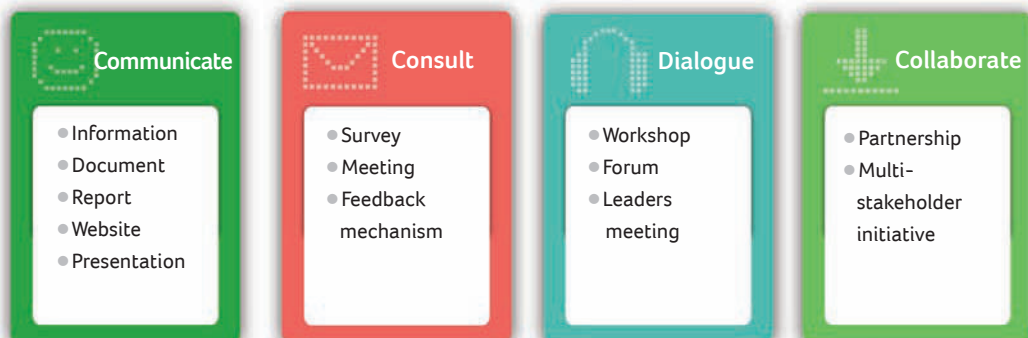 Communicate
• Information
• Document
• Report
• Website
• Presentation
Consult
• Survey
• Meeting
• Feedback
mechanism
Dialogue
• Workshop
• Forum
• Leaders
meeting
Collaborate
• Partnership
• Multi-
stakeholder
initiative